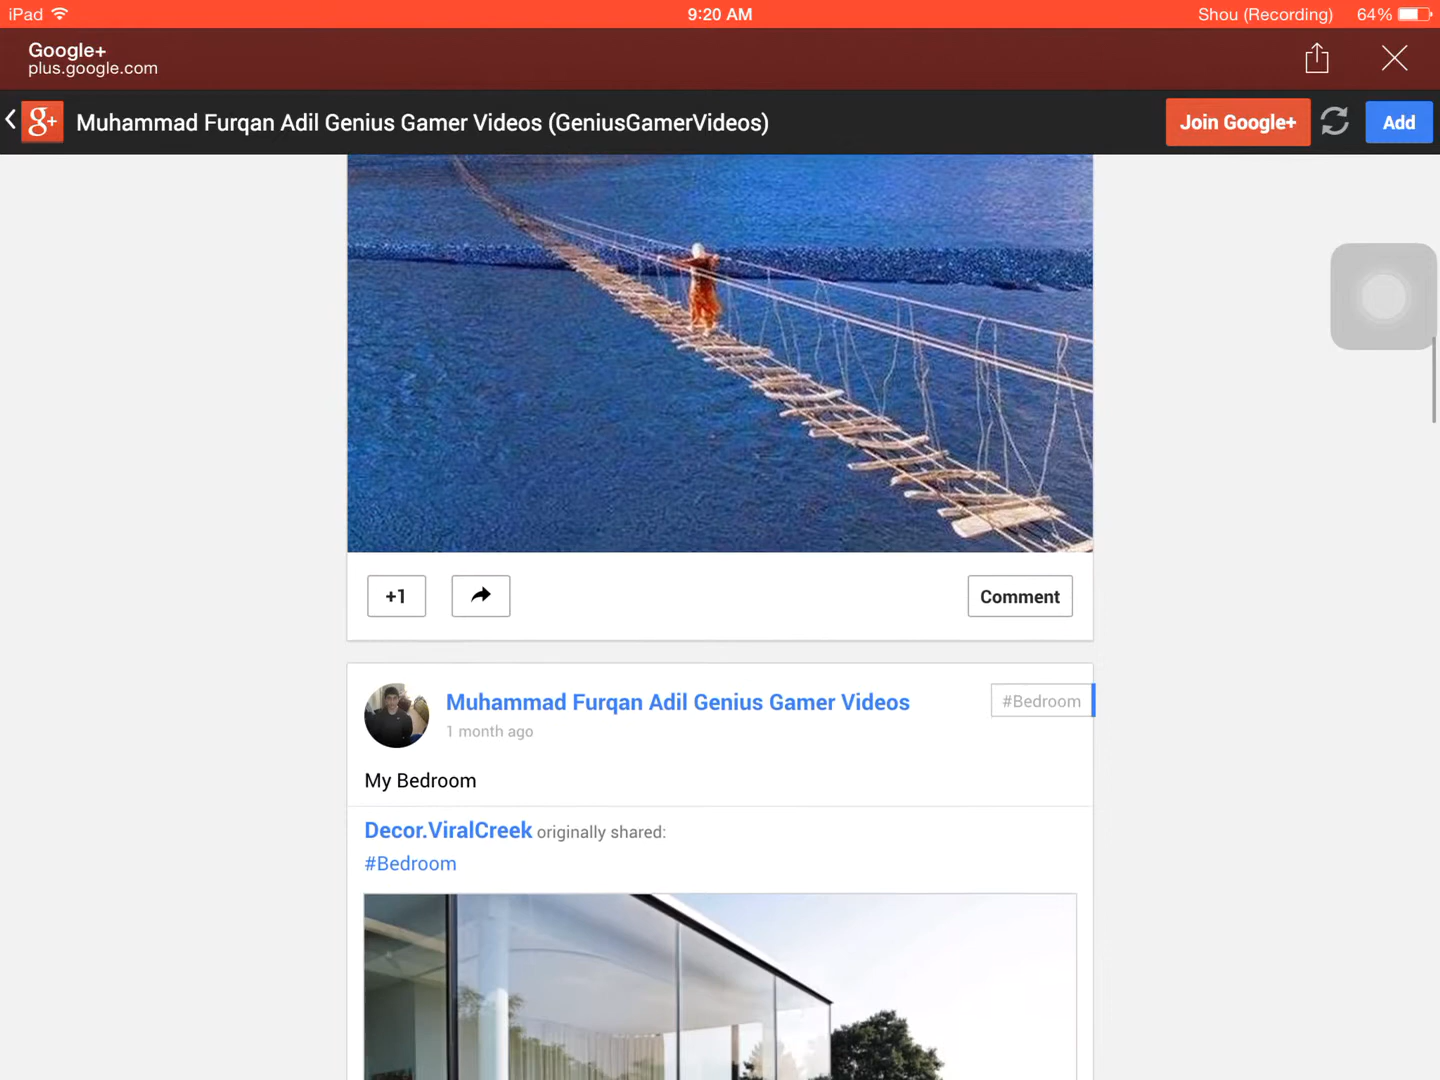 iPad 9:20 AM Shou (Recording) 64%
Google+
plus.google.com
g+ Muhammad Furqan Adil Genius Gamer Videos (GeniusGamerVideos) Join Google+ Add
+1 Comment
Muhammad Furqan Adil Genius Gamer Videos #Bedroom
1 month ago
My Bedroom
Decor.ViralCreek originally shared:
#Bedroom